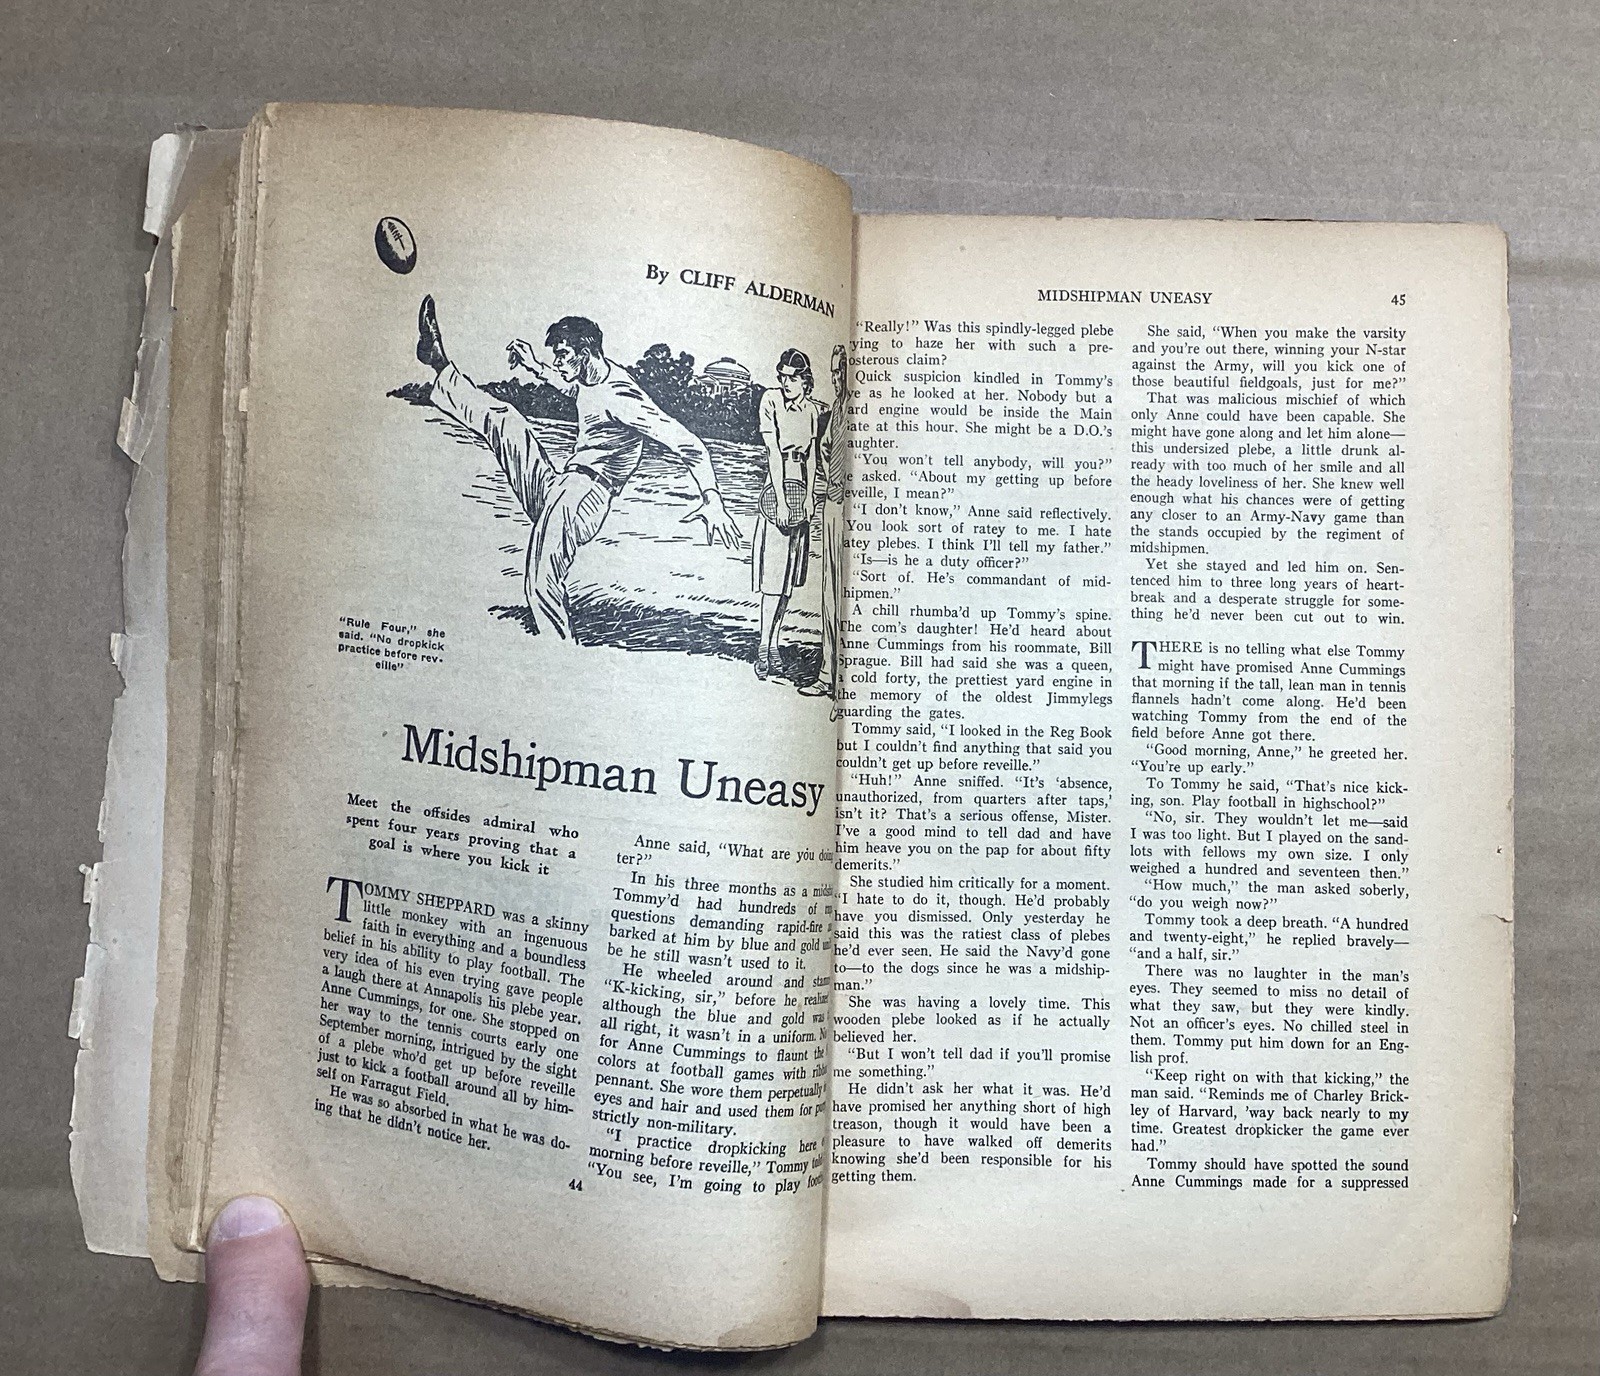 By CLIFF ALDERMAN
"Rule Four," she
said. "No dropkick
practice before rev-
eille"
Midshipman Uneasy
Meet the offsides admiral who
spent four years proving that a
goal is where you kick it
TOMMY SHEPPARD was a skinny
little monkey with an ingenuous
faith in everything and a boundless
belief in his ability to play football. The
very idea of his even trying gave people
a laugh there at Annapolis his plebe year.
Anne Cummings, for one. She stopped on
her way to the tennis courts early one
September morning, intrigued by the sight
of a plebe who'd get up before reveille
just to kick a football around all by him-
self on Farragut Field.
He was so absorbed in what he was do-
ing that he didn't notice her.
44
Anne said, "What are you doing
ter?"
In his three months as a
Tommy'd had hundreds of
questions demanding rapid-fire
barked at him by blue and gold
be he still wasn't used to it.
He wheeled around and
"K-kicking, sir," before he
although the blue and gold was
all right, it wasn't in a uniform.
for Anne Cummings to flaunt the
colors at football games with
pennant. She wore them perpetually
eyes and hair and used them for
strictly non-military.
"I practice dropkicking here
morning before reveille," Tommy
"You see, I'm going to play
MIDSHIPMAN UNEASY
45
"Really!" Was this spindly-legged plebe
ying to haze her with such a pre-
osterous claim?
Quick suspicion kindled in Tommy's
ye as he looked at her. Nobody but a
ard engine would be inside the Main
ate at this hour. She might be a D.O.'s
aughter.
"You won't tell anybody, will you?"
e asked. "About my getting up before
eveille, I mean?"
"I don't know," Anne said reflectively.
You look sort of ratey to me. I hate
atey plebes. I think I'll tell my father."
"Is—is he a duty officer?"
"Sort of. He's commandant of mid-
hipmen."
A chill rhumba'd up Tommy's spine.
The com's daughter! He'd heard about
Anne Cummings from his roommate, Bill
Sprague. Bill had said she was a queen,
a cold forty, the prettiest yard engine in
the memory of the oldest Jimmylegs
guarding the gates.
Tommy said, "I looked in the Reg Book
but I couldn't find anything that said you
couldn't get up before reveille."
"Huh!" Anne sniffed. "It's 'absence,
unauthorized, from quarters after taps,'
isn't it? That's a serious offense, Mister.
I've a good mind to tell dad and have
him heave you on the pap for about fifty
demerits."
She studied him critically for a moment.
"I hate to do it, though. He'd probably
have you dismissed. Only yesterday he
said this was the ratiest class of plebes
he'd ever seen. He said the Navy'd gone
to—to the dogs since he was a midship-
man."
She was having a lovely time. This
wooden plebe looked as if he actually
believed her.
"But I won't tell dad if you'll promise
me something."
He didn't ask her what it was. He'd
have promised her anything short of high
treason, though it would have been a
pleasure to have walked off demerits
knowing she'd been responsible for his
getting them.
She said, "When you make the varsity
and you're out there, winning your N-star
against the Army, will you kick one of
those beautiful fieldgoals, just for me?"
That was malicious mischief of which
only Anne could have been capable. She
might have gone along and let him alone—
this undersized plebe, a little drunk al-
ready with too much of her smile and all
the heady loveliness of her. She knew well
enough what his chances were of getting
any closer to an Army-Navy game than
the stands occupied by the regiment of
midshipmen.
Yet she stayed and led him on. Sen-
tenced him to three long years of heart-
break and a desperate struggle for some-
thing he'd never been cut out to win.
THERE is no telling what else Tommy
might have promised Anne Cummings
that morning if the tall, lean man in tennis
flannels hadn't come along. He'd been
watching Tommy from the end of the
field before Anne got there.
"Good morning, Anne," he greeted her.
"You're up early."
To Tommy he said, "That's nice kick-
ing, son. Play football in highschool?"
"No, sir. They wouldn't let me—said
I was too light. But I played on the sand-
lots with fellows my own size. I only
weighed a hundred and seventeen then."
"How much," the man asked soberly,
"do you weigh now?"
Tommy took a deep breath. "A hundred
and twenty-eight," he replied bravely—
"and a half, sir."
There was no laughter in the man's
eyes. They seemed to miss no detail of
what they saw, but they were kindly.
Not an officer's eyes. No chilled steel in
them. Tommy put him down for an Eng-
lish prof.
"Keep right on with that kicking," the
man said. "Reminds me of Charley Brick-
ley of Harvard, 'way back nearly to my
time. Greatest dropkicker the game ever
had."
Tommy should have spotted the sound
Anne Cummings made for a suppressed